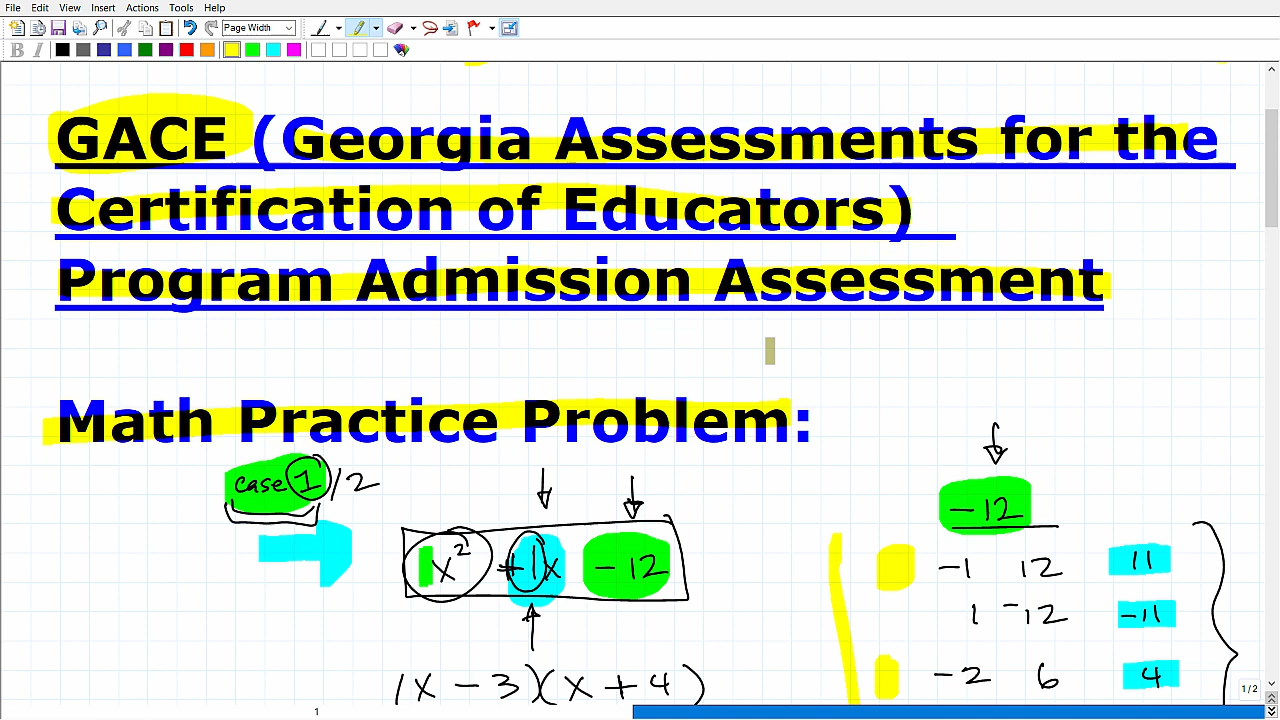 File Edit View Insert Actions Tools Help
Page Width
B I
GACE (Georgia Assessments for the
Certification of Educators)
Program Admission Assessment
Math Practice Problem:
case 1/2
-12
x² +1x -12
-1 12 11
1 -12 -11
(x - 3)(x + 4)
-2 6 4
1/2
1